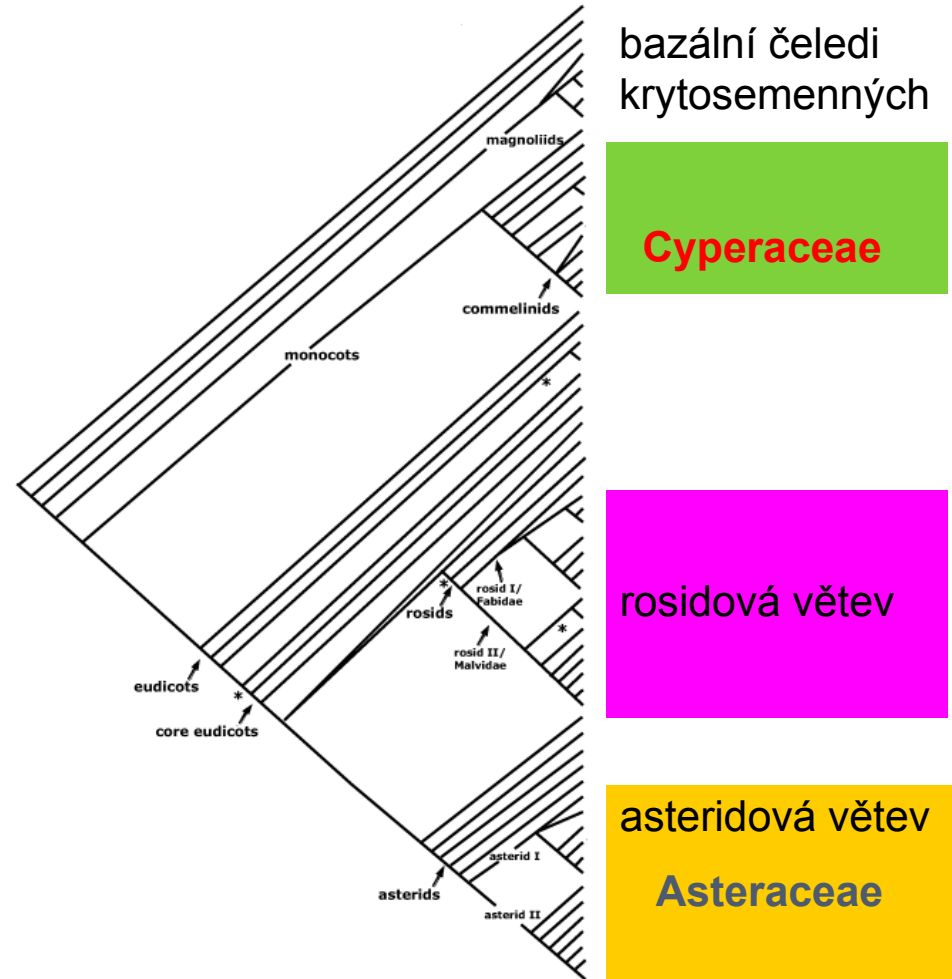 bazální čeledi
krytosemenných
magnoliids
Cyperaceae
commelinids
monocots
*
* rosid I/
Fabidae
rosids
rosid II/
Malvidae
*
rosidová větev
eudicots
*
core eudicots
asteridová větev
asterid I
asterids
Asteraceae
asterid II